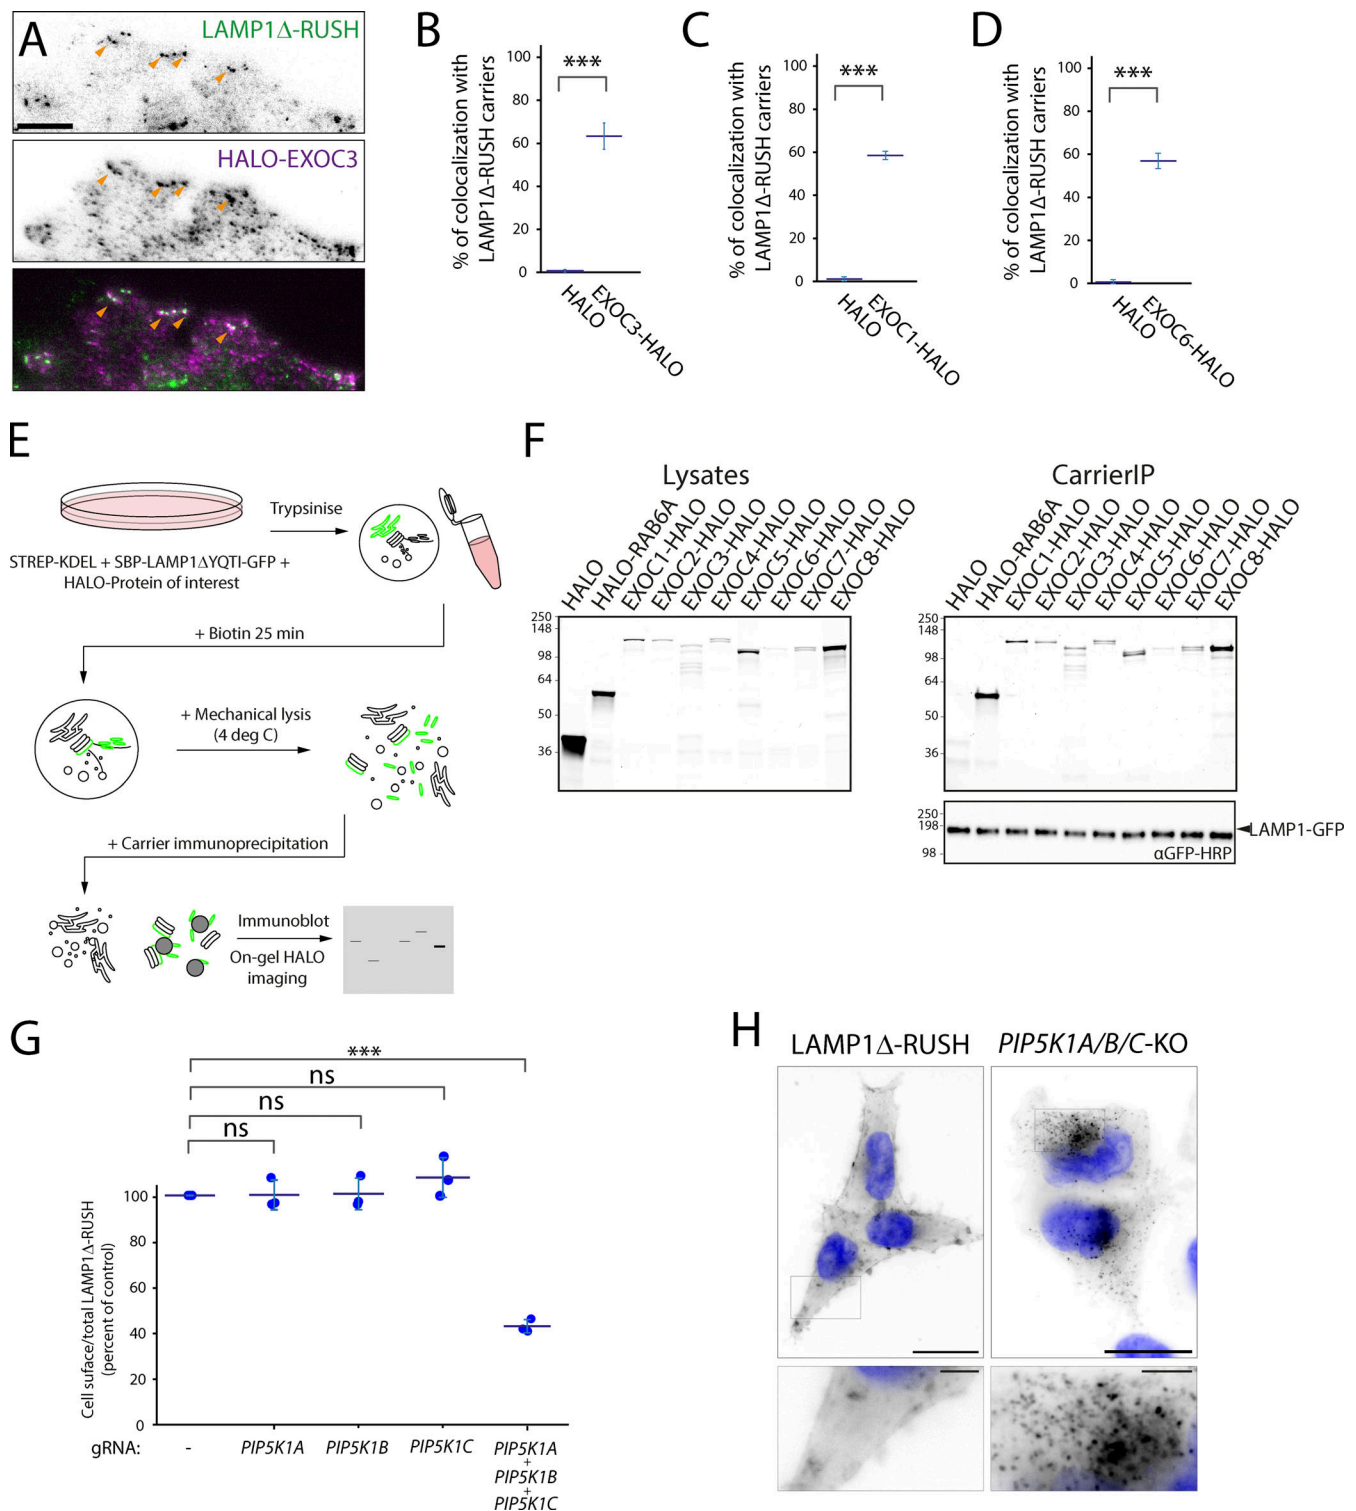 A
LAMP1Δ-RUSH
HALO-EXOC3
B
% of colocalization with
LAMP1Δ-RUSH carriers
100
80
60
40
20
0
***
HALO
EXOC3-HALO
C
% of colocalization with
LAMP1Δ-RUSH carriers
100
80
60
40
20
0
***
HALO
EXOC1-HALO
D
% of colocalization with
LAMP1Δ-RUSH carriers
100
80
60
40
20
0
***
HALO
EXOC6-HALO
E
Trypsinise
STREP-KDEL + SBP-LAMP1ΔYQTI-GFP +
HALO-Protein of interest
+ Biotin 25 min
+ Mechanical lysis
(4 deg C)
+ Carrier immunoprecipitation
Immunoblot
On-gel HALO
imaging
F
Lysates
HALO
HALO-RAB6A
EXOC1-HALO
EXOC2-HALO
EXOC3-HALO
EXOC4-HALO
EXOC5-HALO
EXOC6-HALO
EXOC7-HALO
EXOC8-HALO
250
148
98
64
50
36
CarrierIP
HALO
HALO-RAB6A
EXOC1-HALO
EXOC2-HALO
EXOC3-HALO
EXOC4-HALO
EXOC5-HALO
EXOC6-HALO
EXOC7-HALO
EXOC8-HALO
250
148
98
64
50
36
250
198
98
LAMP1-GFP
αGFP-HRP
G
***
ns
ns
ns
Cell suface/total LAMP1Δ-RUSH
(percent of control)
100
80
60
40
20
0
gRNA:
-
PIP5K1A
PIP5K1B
PIP5K1C
PIP5K1A
+
PIP5K1B
+
PIP5K1C
H
LAMP1Δ-RUSH
PIP5K1A/B/C-KO